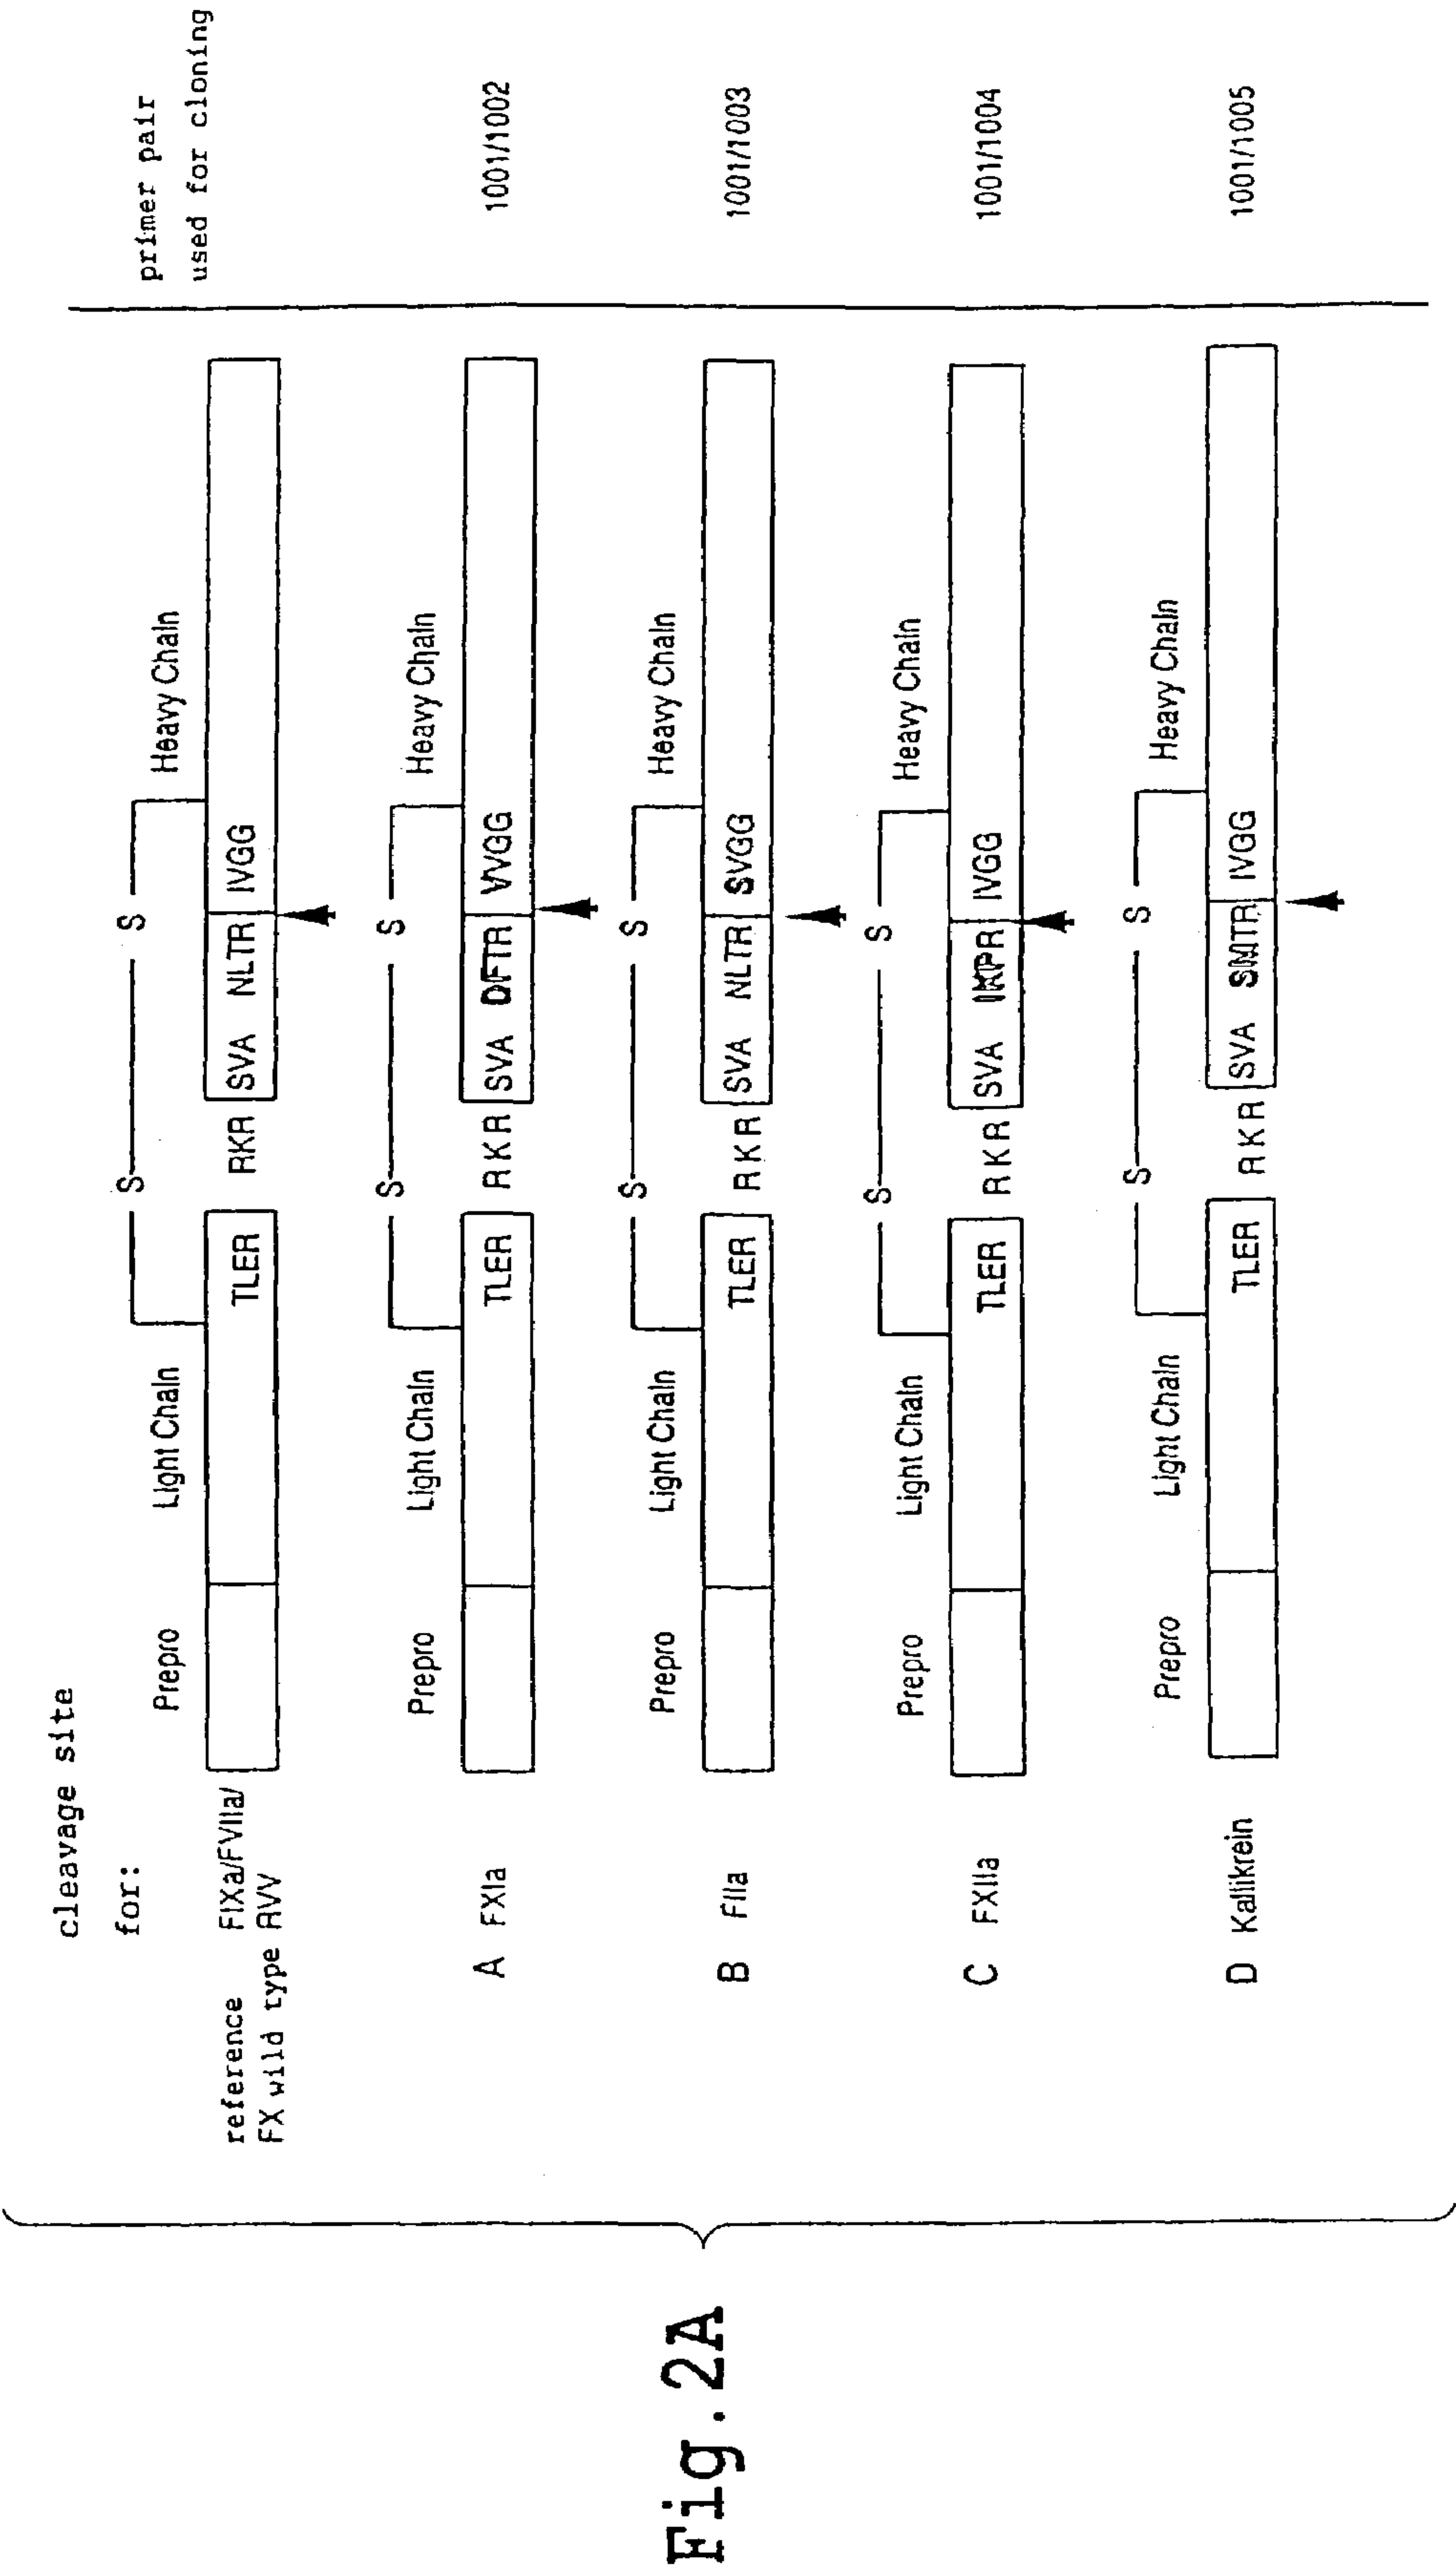 Fig.2A
cleavage site
for:
primer pair
used for cloning
reference FIXa/FVIIa/
FX wild type RVV
Prepro
Light Chain
Heavy Chain
S S
TLER RKR SVA NLTR IVGG
A FXIa
Prepro
Light Chain
Heavy Chain
S S
TLER RKR SVA DFTR VVGG
1001/1002
B FIIa
Prepro
Light Chain
Heavy Chain
S S
TLER RKR SVA NLTR SVGG
1001/1003
C FXIIa
Prepro
Light Chain
Heavy Chain
S S
TLER RKR SVA IKPR IVGG
1001/1004
D Kallikrein
Prepro
Light Chain
Heavy Chain
S S
TLER RKR SVA SMTR IVGG
1001/1005